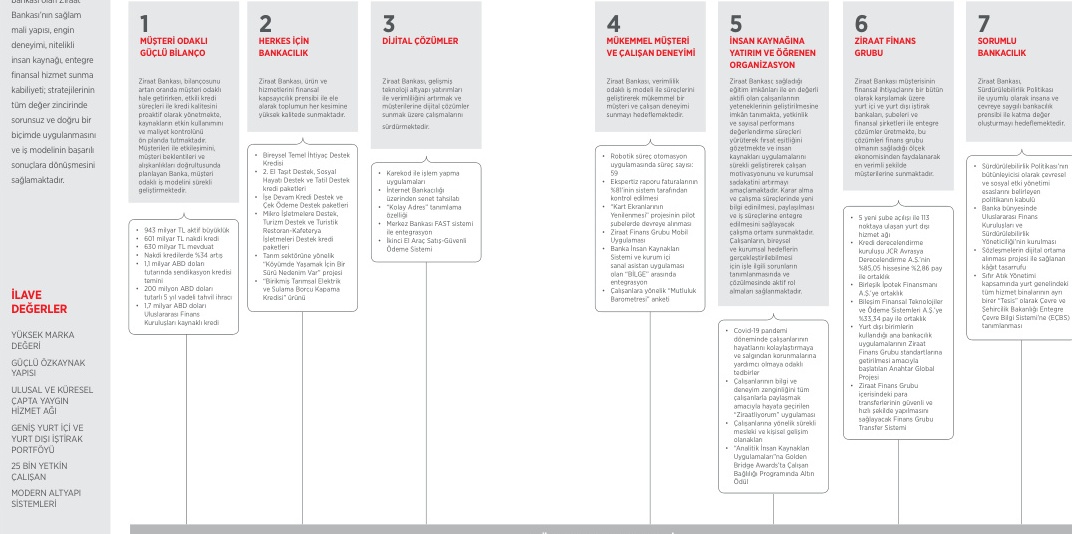 Bankası'nın sağlam
mali yapısı, engin
deneyimi, nitelikli
insan kaynağı, entegre
finansal hizmet sunma
kabiliyeti; stratejilerinin
tüm değer zincirinde
sorunsuz ve doğru bir
biçimde uygulanmasını
ve iş modelinin başarılı
sonuçlara dönüşmesini
sağlamaktadır.
İLAVE
DEĞERLER
YÜKSEK MARKA
DEĞERİ
GÜÇLÜ ÖZKAYNAK
YAPISI
ULUSAL VE KÜRESEL
ÇAPTA YAYGIN
HİZMET AĞI
GENİŞ YURT İÇİ VE
YURT DIŞI İŞTİRAK
PORTFÖYÜ
25 BİN YETKİN
ÇALIŞAN
MODERN ALTYAPI
SİSTEMLERİ
1
MÜŞTERİ ODAKLI
GÜÇLÜ BİLANÇO
Ziraat Bankası, bilançosunu
artan oranda müşteri odaklı
hale getirirken, etkili kredi
süreçleri ile kredi kalitesini
proaktif olarak yönetmekte,
kaynakların etkin kullanımını
ve maliyet kontrolünü
ön planda tutmaktadır.
Müşterileri ile etkileşimini,
müşteri beklentileri ve
alışkanlıkları doğrultusunda
planlayan Banka, müşteri
odaklı iş modelini sürekli
geliştirmektedir.
• 943 milyar TL aktif büyüklük
• 601 milyar TL nakdi kredi
• 630 milyar TL mevduat
• Nakdi kredilerde %34 artış
• 1,1 milyar ABD doları
tutarında sendikasyon kredisi
temini
• 200 milyon ABD doları
tutarlı 5 yıl vadeli tahvil ihracı
• 1,7 milyar ABD doları
Uluslararası Finans
Kuruluşları kaynaklı kredi
2
HERKES İÇİN
BANKACILIK
Ziraat Bankası, ürün ve
hizmetlerini finansal
kapsayıcılık prensibi ile ele
alarak toplumun her kesimine
yüksek kalitede sunmaktadır.
• Bireysel Temel İhtiyaç Destek
Kredisi
• 2. El Taşıt Destek, Sosyal
Hayatı Destek ve Tatil Destek
kredi paketleri
• İşe Devam Kredi Destek ve
Çek Ödeme Destek paketleri
• Mikro İşletmelere Destek,
Turizm Destek ve Turistik
Restoran-Kafeterya
İşletmeleri Destek kredi
paketleri
• Tarım sektörüne yönelik
"Köyümde Yaşamak İçin Bir
Sürü Nedenim Var" projesi
• "Birikimiş Tarımsal Elektrik
ve Sulama Borcu Kapama
Kredisi" ürünü
3
DİJİTAL ÇÖZÜMLER
Ziraat Bankası, gelişmiş
teknoloji altyapı yatırımları
ile verimliliğini artırmak ve
müşterilerine dijital çözümler
sunmak üzere çalışmalarını
sürdürmektedir.
• Karekod ile işlem yapma
uygulamaları
• İnternet Bankacılığı
üzerinden senet tahsilatı
• "Kolay Adres" tanımlama
özelliği
• Merkez Bankası FAST sistemi
ile entegrasyon
• İkinci El Araç Satış-Güvenli
Ödeme Sistemi
4
MÜKEMMEL MÜŞTERİ
VE ÇALIŞAN DENEYİMİ
Ziraat Bankası, verimlilik
odaklı iş modeli ile süreçlerini
geliştirerek mükemmel bir
müşteri ve çalışan deneyimi
sunmayı hedeflemektedir.
• Robotik süreç otomasyon
uygulamasında süreç sayısı:
59
• Ekspertiz raporu faturalarının
%81'inin sistem tarafından
kontrol edilmesi
• "Kart Ekranlarının
Yenilenmesi" projesinin pilot
şubelerde devreye alınması
• Ziraat Finans Grubu Mobil
Uygulaması
• Banka İnsan Kaynakları
Sistemi ve kurum içi
sanal asistan uygulaması
olan "BİLGE" arasında
entegrasyon
• Çalışanlara yönelik "Mutluluk
Barometresi" anketi
5
İNSAN KAYNAĞINA
YATIRIM VE ÖĞRENEN
ORGANİZASYON
Ziraat Bankası; sağladığı
eğitim imkânları ile en değerli
aktifi olan çalışanlarının
yeteneklerinin geliştirilmesine
imkân tanımakta, yetkinlik
ve sayısal performans
değerlendirme süreçleri
yürüterek fırsat eşitliğini
gözetmekte ve insan
kaynakları uygulamalarını
sürekli geliştirerek çalışan
motivasyonunu ve kurumsal
sadakatini artırmayı
amaçlamaktadır. Karar alma
ve çalışma süreçlerinde yeni
bilgi edinilmesi, paylaşılması
ve iş süreçlerine entegre
edilmesini sağlayacak
çalışma ortamı sunmaktadır.
Çalışanların, bireysel
ve kurumsal hedeflerin
gerçekleştirilebilmesi
için işle ilgili sorunların
tanımlanmasında ve
çözülmesinde aktif rol
almaları sağlanmaktadır.
• Covid-19 pandemi
döneminde çalışanlarının
hayatlarını kolaylaştırmaya
ve salgından korunmalarına
yardımcı olmaya odaklı
tedbirler
• Çalışanlarının bilgi ve
deneyim zenginliğini tüm
çalışanlarla paylaşmak
amacıyla hayata geçirilen
"Ziraatliyorum" uygulaması
• Çalışanlarına yönelik sürekli
mesleki ve kişisel gelişim
olanakları
• "Analitik İnsan Kaynakları
Uygulamaları"na Golden
Bridge Awards'ta Çalışan
Bağlılığı Programında Altın
Ödül
6
ZİRAAT FİNANS
GRUBU
Ziraat Bankası müşterisinin
finansal ihtiyaçlarını bir bütün
olarak karşılamak üzere
yurt içi ve yurt dışı iştirak
bankaları, şubeleri ve
finansal şirketleri ile entegre
çözümler üretmekte, bu
çözümleri finans grubu
olmanın sağladığı ölçek
ekonomisinden faydalanarak
en verimli şekilde
müşterilerine sunmaktadır.
• 5 yeni şube açılışı ile 113
noktaya ulaşan yurt dışı
hizmet ağı
• Kredi derecelendirme
kuruluşu JCR Avrasya
Derecelendirme A.Ş.'nin
%85,05 hissesine %2,86 pay
ile ortaklık
• Birleşik İpotek Finansmanı
A.Ş.'ye ortaklık
• Bileşim Finansal Teknolojiler
ve Ödeme Sistemleri A.Ş.'ye
%33,34 pay ile ortaklık
• Yurt dışı birimlerin
kullandığı ana bankacılık
uygulamalarının Ziraat
Finans Grubu standartlarına
getirilmesi amacıyla
başlatılan Anahtar Global
Projesi
• Ziraat Finans Grubu
içerisindeki para
transferlerinin güvenli ve
hızlı şekilde yapılmasını
sağlayacak Finans Grubu
Transfer Sistemi
7
SORUMLU
BANKACILIK
Ziraat Bankası,
Sürdürülebilirlik Politikası
ile uyumlu olarak insana ve
çevreye saygılı bankacılık
prensibi ile katma değer
oluşturmayı hedeflemektedir.
• Sürdürülebilirlik Politikası'nın
bütünleyicisi olarak çevresel
ve sosyal etki yönetimi
esaslarını belirleyen
politikanın kabulü
• Banka bünyesinde
Uluslararası Finans
Kuruluşları ve
Sürdürülebilirlik
Yöneticiliği'nin kurulması
• Sözleşmelerin dijital ortama
alınması projesi ile sağlanan
kâğıt tasarrufu
• Sıfır Atık Yönetimi
kapsamında yurt genelindeki
tüm hizmet binalarının ayrı
birer "Tesis" olarak Çevre ve
Şehircilik Bakanlığı Entegre
Çevre Bilgi Sistemi'ne (EÇBS)
tanımlanması